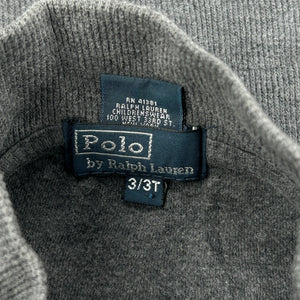 RN 41381
RALPH LAUREN
CHILDRENSWEAR
100 WEST 33RD ST.
Polo
by Ralph Lauren
3/3T